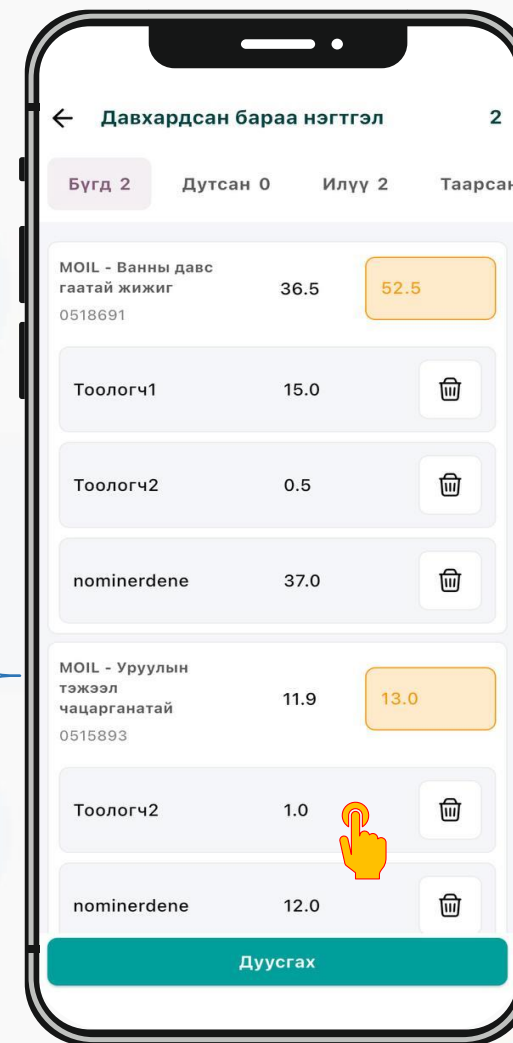 Давхардсан бараа нэгтгэл 2
Бүгд 2 Дутсан 0 Илүү 2 Таарсан
MOIL - Ванны давс
гаатай жижиг
0518691
36.5 52.5
Тоологч1 15.0
Тоологч2 0.5
nominerdene 37.0
MOIL - Уруулын
тэжээл
чацарганатай
0515893
11.9 13.0
Тоологч2 1.0
nominerdene 12.0
Дуусгах